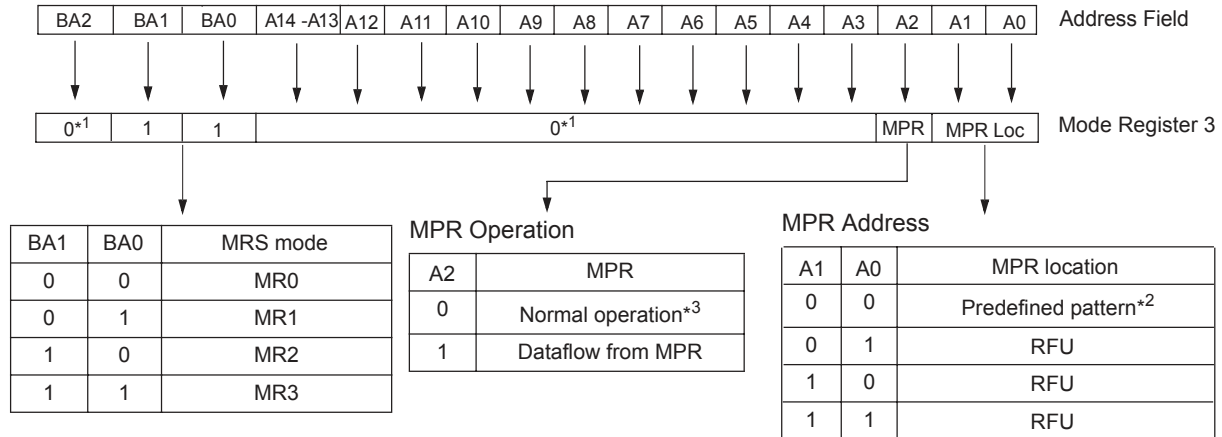 BA2 BA1 BA0 A14 -A13 A12 A11 A10 A9 A8 A7 A6 A5 A4 A3 A2 A1 A0 Address Field
0*1 1 1 0*1 MPR MPR Loc Mode Register 3
MPR Operation
MPR Address
BA1 BA0 MRS mode
0 0 MR0
0 1 MR1
1 0 MR2
1 1 MR3
A2 MPR
0 Normal operation*3
1 Dataflow from MPR
A1 A0 MPR location
0 0 Predefined pattern*2
0 1 RFU
1 0 RFU
1 1 RFU